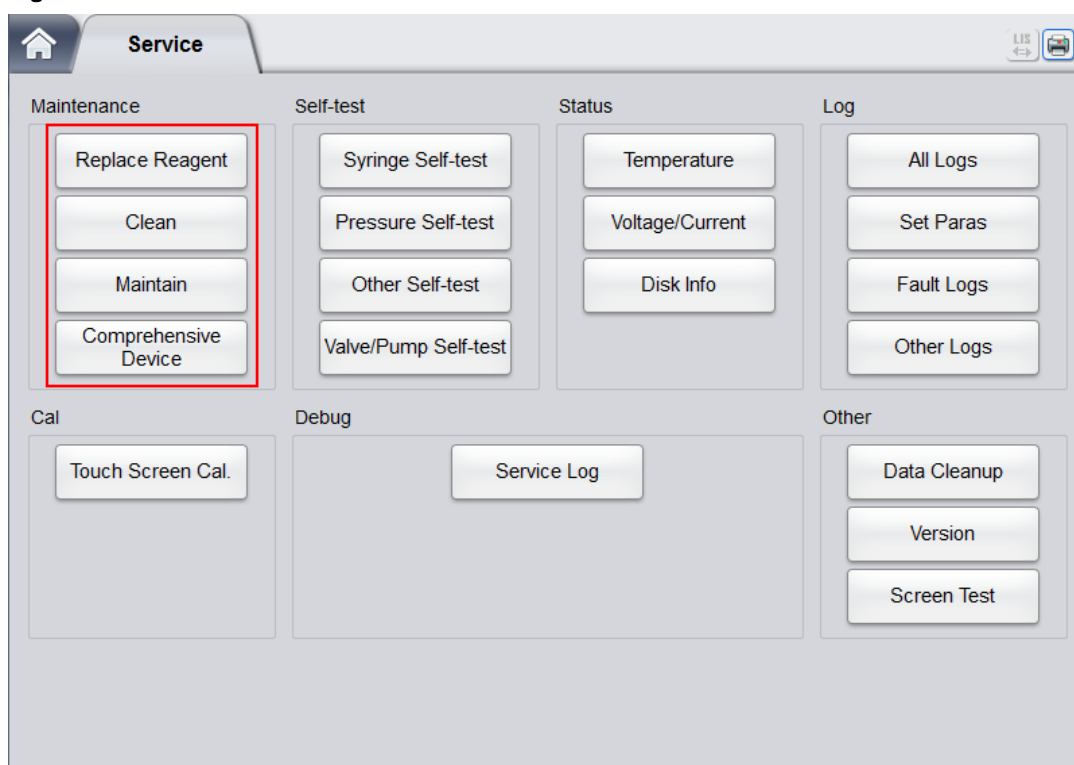 Service
LIS
Maintenance
Replace Reagent
Clean
Maintain
Comprehensive
Device
Self-test
Syringe Self-test
Pressure Self-test
Other Self-test
Valve/Pump Self-test
Status
Temperature
Voltage/Current
Disk Info
Log
All Logs
Set Paras
Fault Logs
Other Logs
Cal
Touch Screen Cal.
Debug
Service Log
Other
Data Cleanup
Version
Screen Test